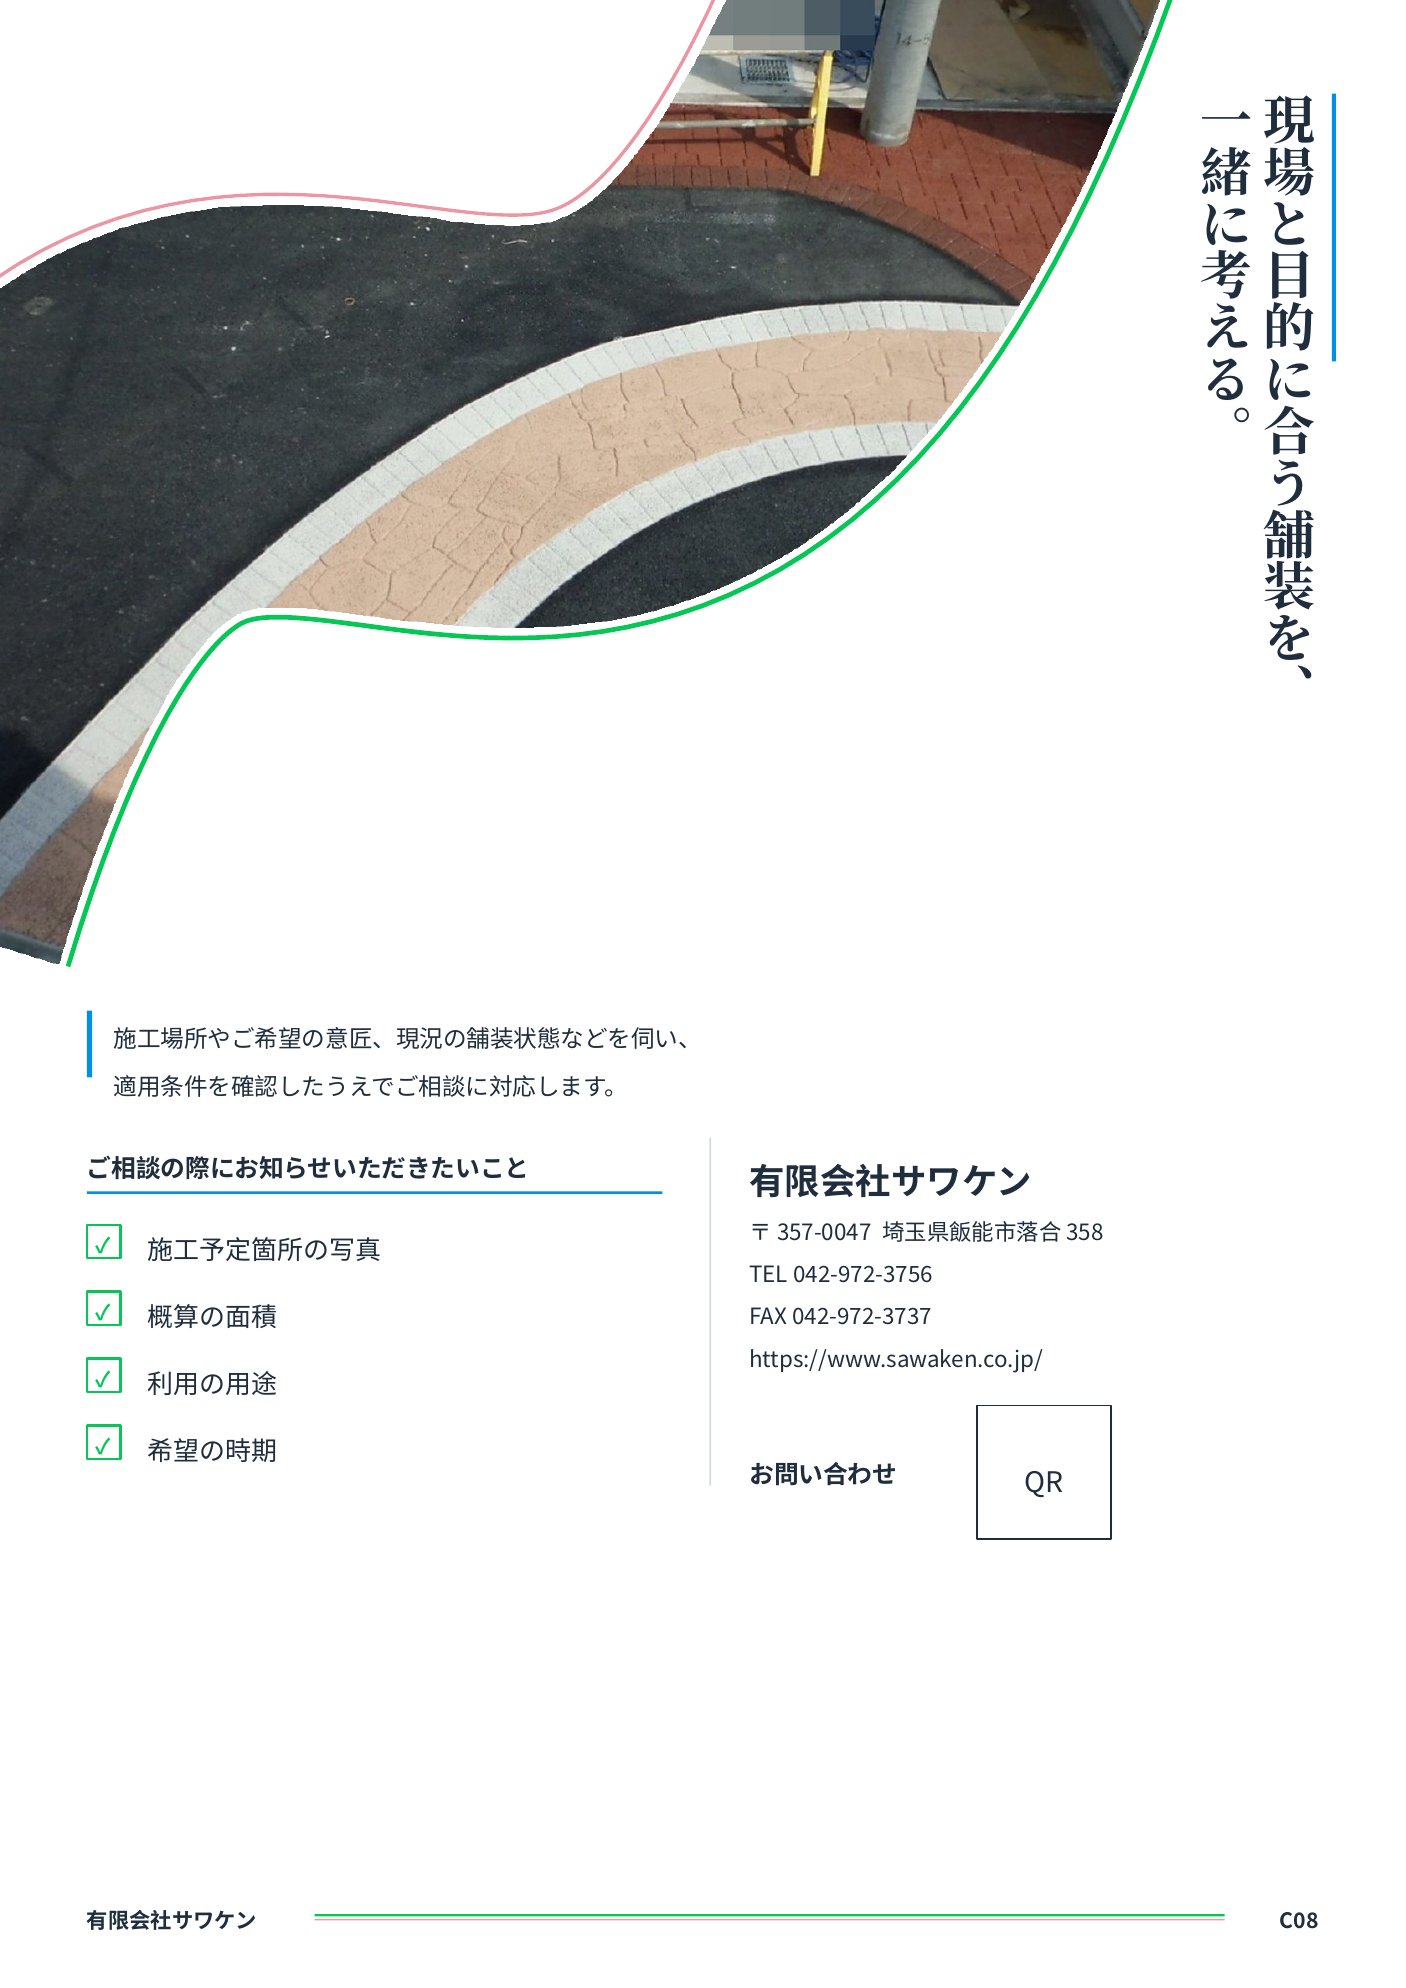 現場と目的に合う舗装を、
一緒に考える。
施工場所やご希望の意匠、現況の舗装状態などを伺い、
適用条件を確認したうえでご相談に対応します。
ご相談の際にお知らせいただきたいこと
✓ 施工予定箇所の写真
✓ 概算の面積
✓ 利用の用途
✓ 希望の時期
有限会社サワケン
〒 357-0047 埼玉県飯能市落合 358
TEL 042-972-3756
FAX 042-972-3737
https://www.sawaken.co.jp/
お問い合わせ
QR
有限会社サワケン
C08